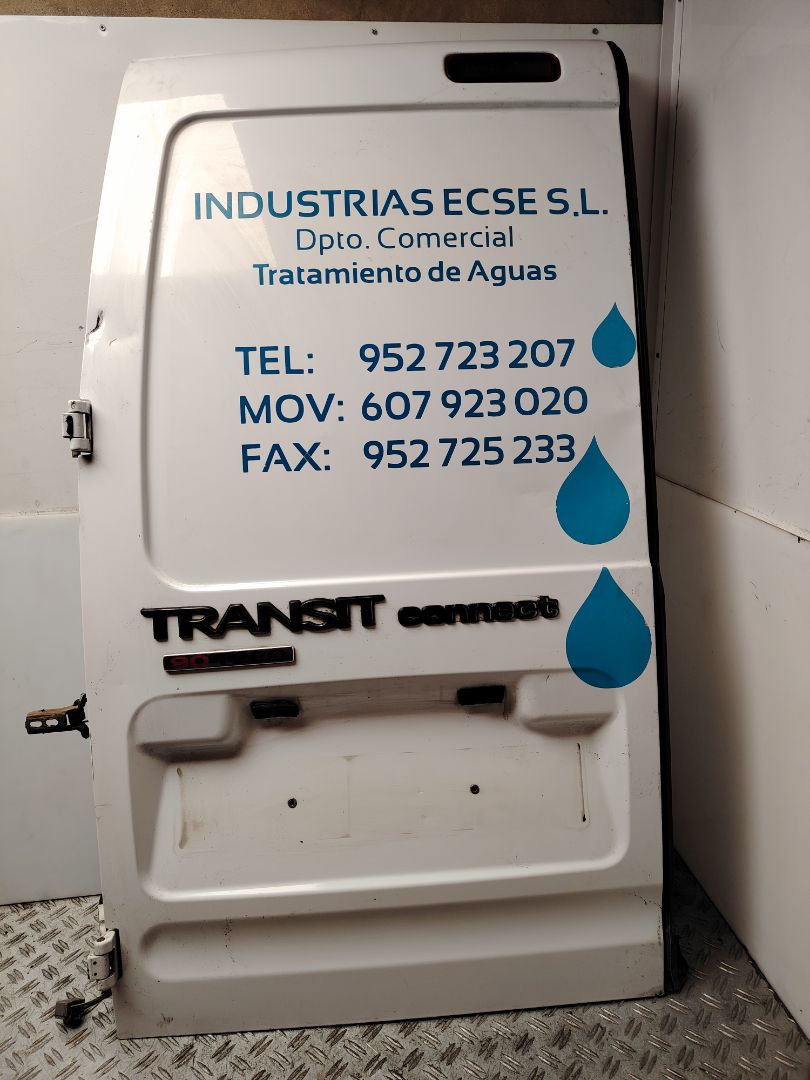 INDUSTRIAS ECSE S.L.
Dpto. Comercial
Tratamiento de Aguas
TEL: 952 723 207
MOV: 607 923 020
FAX: 952 725 233
TRANSIT connect
90